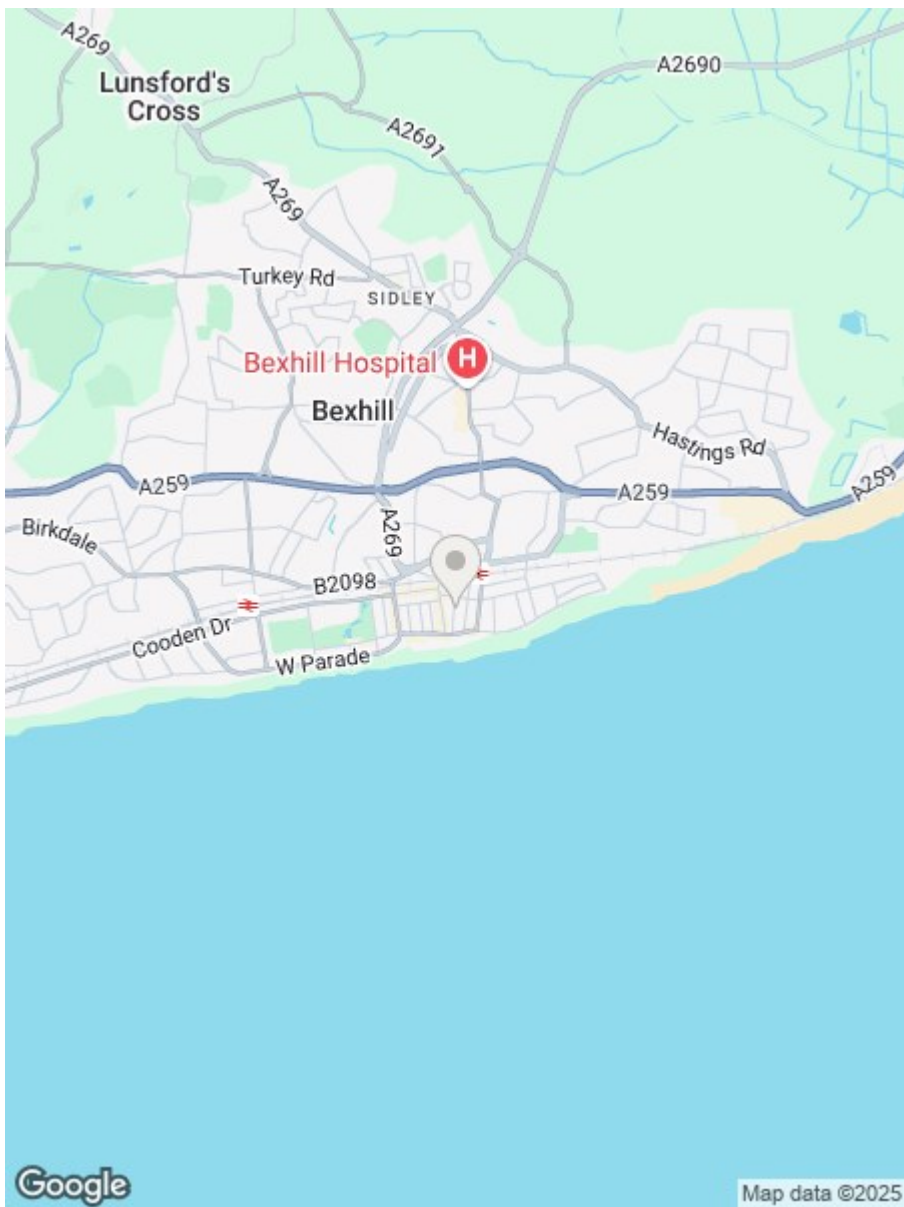 A269
A2690
Lunsford's
Cross
A2691
A269
Turkey Rd
SIDLEY
Bexhill Hospital
H
Bexhill
Hastings Rd
A259
A259
A259
Birkdale
A269
B2098
Cooden Dr
W Parade
Google
Map data ©2025